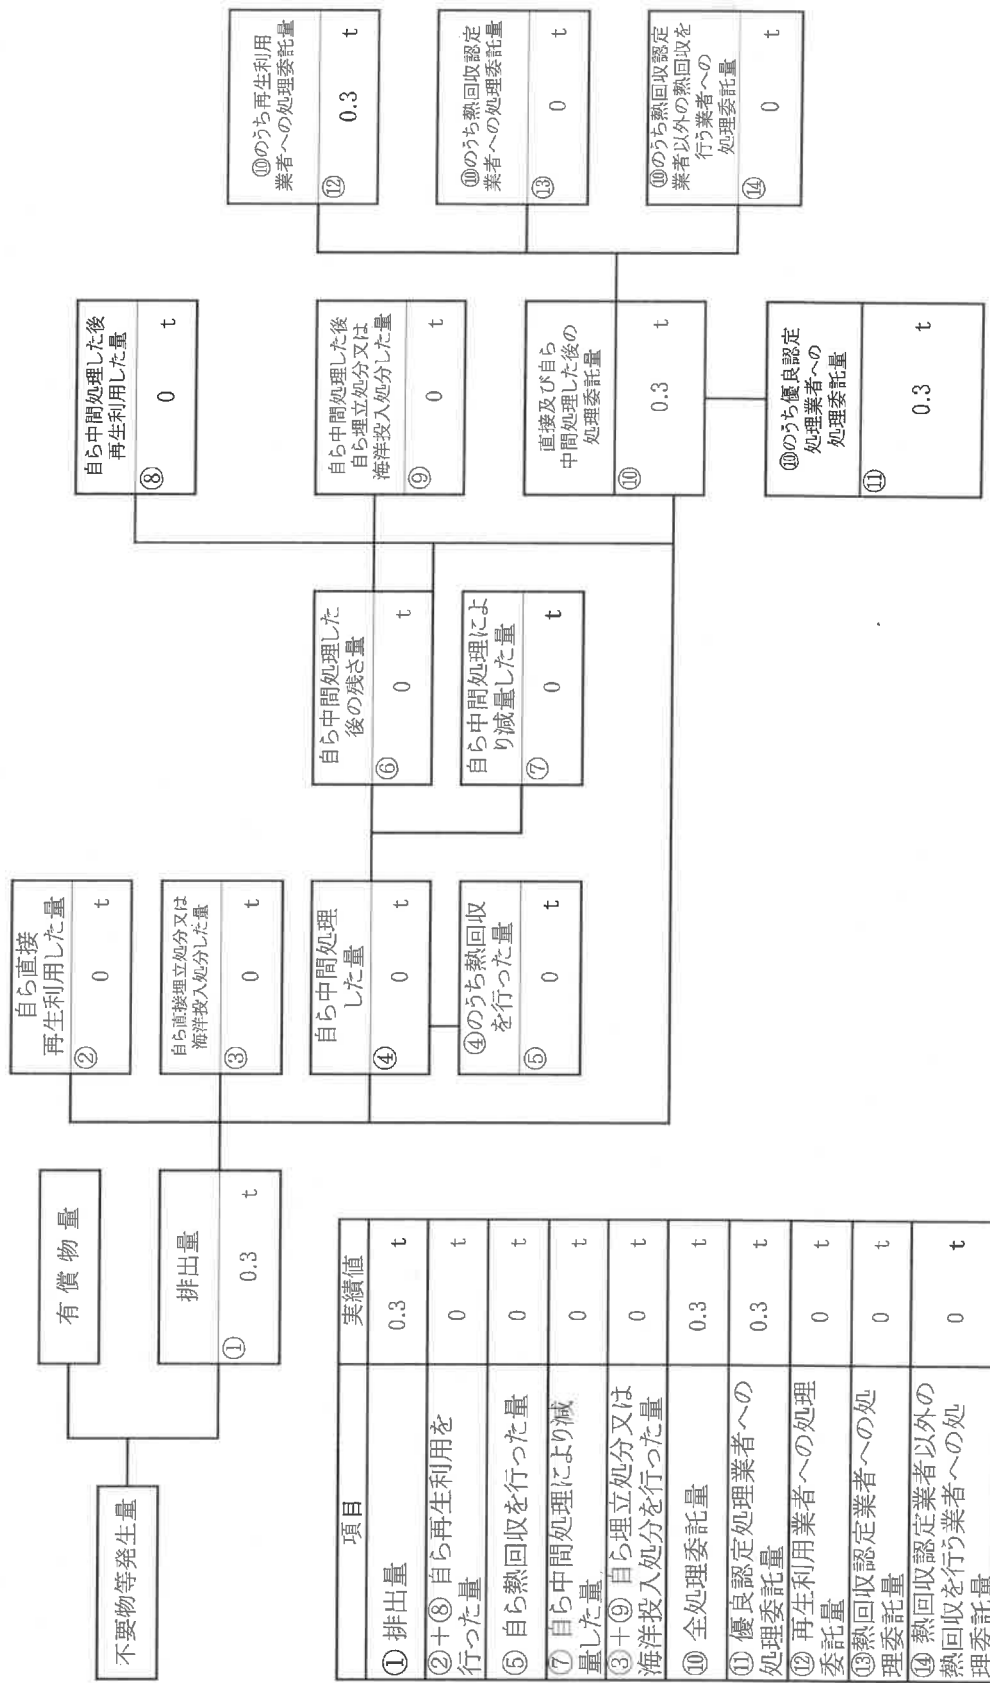 不要物等発生量
有償物量
排出量
① 0.3 t
自ら直接
再生利用した量
② 0 t
自ら直接埋立処分又は
海洋投入処分した量
③ 0 t
自ら中間処理
した量
④ 0 t
④のうち熱回収
を行った量
⑤ 0 t
自ら中間処理した
後の残さ量
⑥ 0 t
自ら中間処理によ
り減量した量
⑦ 0 t
自ら中間処理した後
再生利用した量
⑧ 0 t
自ら中間処理した後
自ら埋立処分又は
海洋投入処分した量
⑨ 0 t
直接及び自ら
中間処理した後の
処理委託量
⑩ 0.3 t
⑩のうち優良認定
処理業者への
処理委託量
⑪ 0.3 t
⑩のうち再生利用
業者への処理委託量
⑫ 0.3 t
⑩のうち熱回収認定
業者への処理委託量
⑬ 0 t
⑩のうち熱回収認定
業者以外の熱回収を
行う業者への
処理委託量
⑭ 0 t
項目 実績値
① 排出量 0.3 t
②+⑧ 自ら再生利用を
行った量 0 t
⑤ 自ら熱回収を行った量 0 t
⑦ 自ら中間処理により減
量した量 0 t
③+⑨ 自ら埋立処分又は
海洋投入処分を行った量 0 t
⑩ 全処理委託量 0.3 t
⑪ 優良認定処理業者への
処理委託量 0.3 t
⑫ 再生利用業者への処理
委託量 0 t
⑬熱回収認定業者への処
理委託量 0 t
⑭ 熱回収認定業者以外の
熱回収を行う業者への処
理委託量 0 t